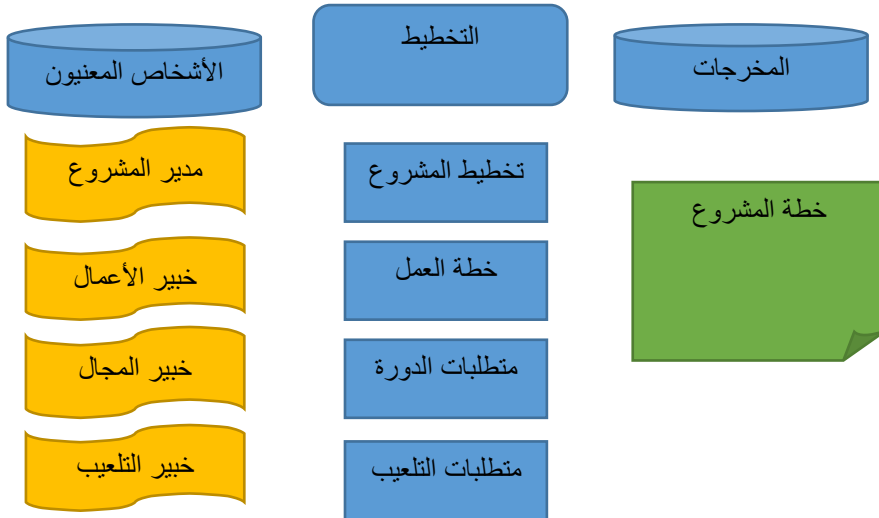 الأشخاص المعنيون
التخطيط
المخرجات
مدير المشروع
تخطيط المشروع
خطة المشروع
خبير الأعمال
خطة العمل
خبير المجال
متطلبات الدورة
خبير التلعيب
متطلبات التلعيب